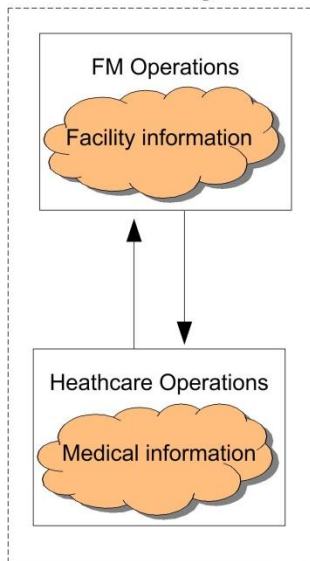 FM Operations
Facility information
Heathcare Operations
Medical information